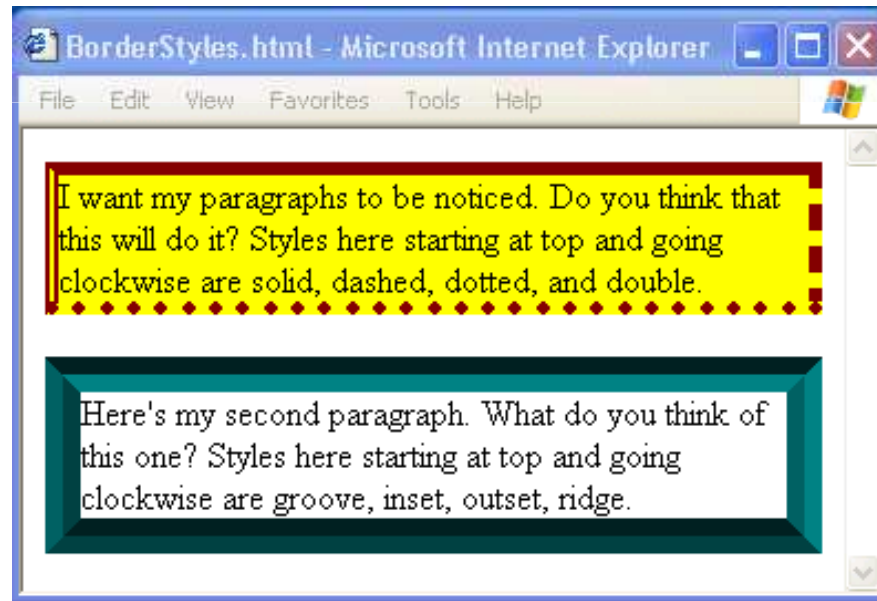 BorderStyles.html - Microsoft Internet Explorer
File Edit View Favorites Tools Help
I want my paragraphs to be noticed. Do you think that
this will do it? Styles here starting at top and going
clockwise are solid, dashed, dotted, and double.
Here's my second paragraph. What do you think of
this one? Styles here starting at top and going
clockwise are groove, inset, outset, ridge.